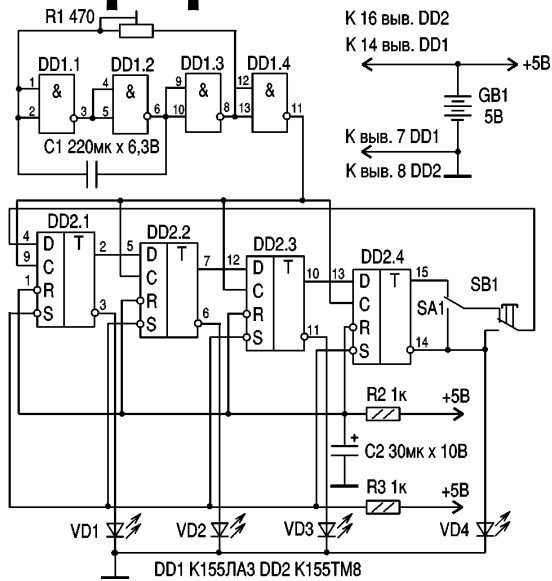 R1 470
К 16 выв. DD2
К 14 выв. DD1
+5В
DD1.1
DD1.2
DD1.3
DD1.4
1
2
&
3
4
5
&
6
9
10
&
8
12
13
&
11
GB1
5В
C1 220мк x 6,3В
К выв. 7 DD1
К выв. 8 DD2
DD2.1
DD2.2
DD2.3
DD2.4
4
9
1
D
C
R
S
T
2
3
5
D
C
R
S
T
7
6
12
D
C
R
S
T
10
11
13
D
C
R
S
T
15
14
SA1
SB1
R2 1к
+5В
C2 30мк x 10В
+
R3 1к
+5В
VD1
VD2
VD3
VD4
DD1 К155ЛА3 DD2 К155ТМ8